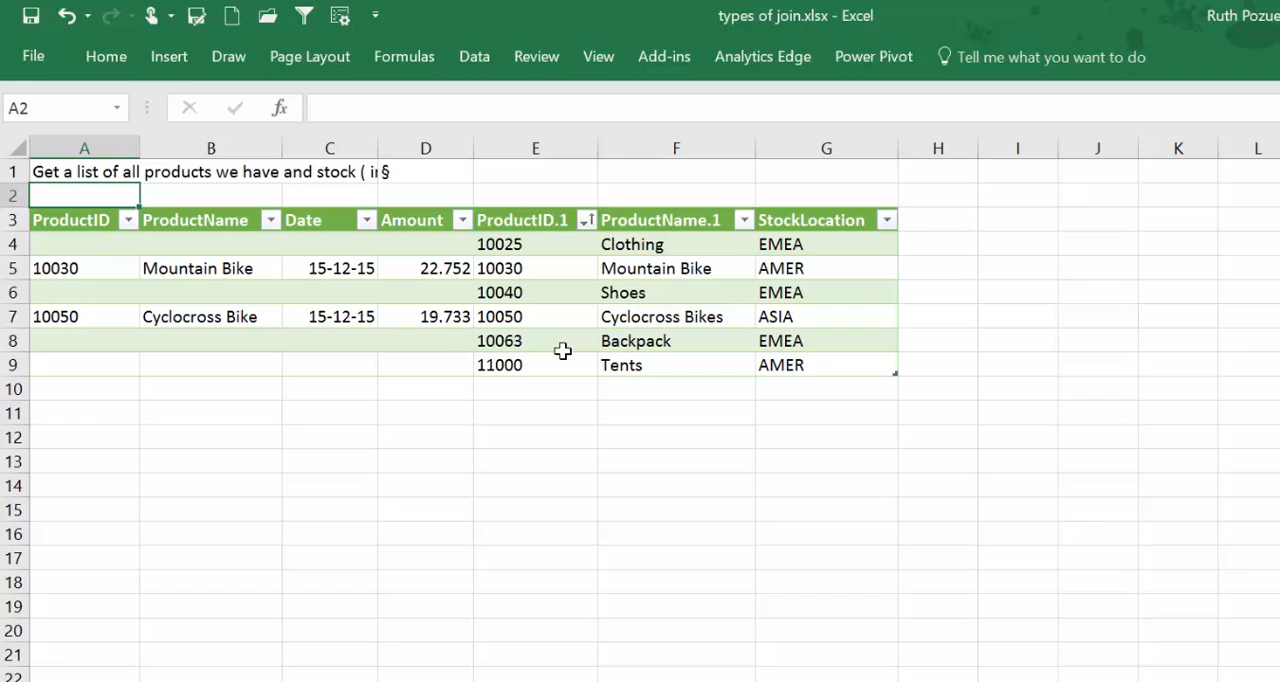 types of join.xlsx - Excel
Ruth Pozue
File Home Insert Draw Page Layout Formulas Data Review View Add-ins Analytics Edge Power Pivot Tell me what you want to do
A2 fx
A B C D E F G H I J K L
1 Get a list of all products we have and stock ( §
2
3 ProductID ProductName Date Amount ProductID.1 ProductName.1 StockLocation
4 10025 Clothing EMEA
5 10030 Mountain Bike 15-12-15 22.752 10030 Mountain Bike AMER
6 10040 Shoes EMEA
7 10050 Cyclocross Bike 15-12-15 19.733 10050 Cyclocross Bikes ASIA
8 10063 Backpack EMEA
9 11000 Tents AMER
10
11
12
13
14
15
16
17
18
19
20
21
22